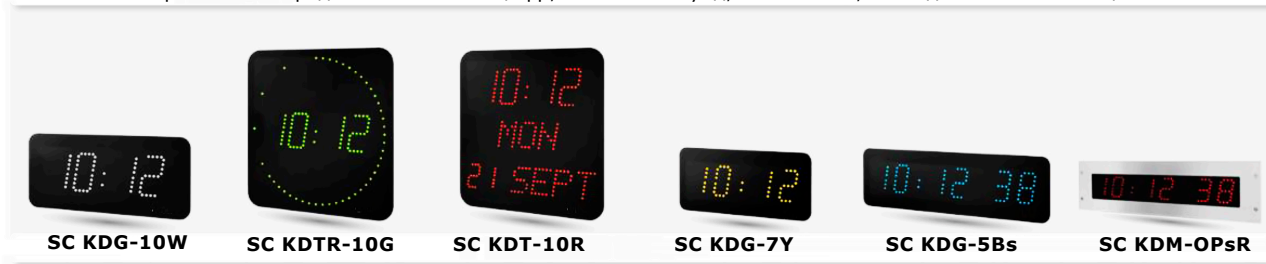 10:12
10:12
10:12
MON
21 SEPT
10:12
10:12 38
10:12 38
SC KDG-10W
SC KDTR-10G
SC KDT-10R
SC KDG-7Y
SC KDG-5Bs
SC KDM-OPsR